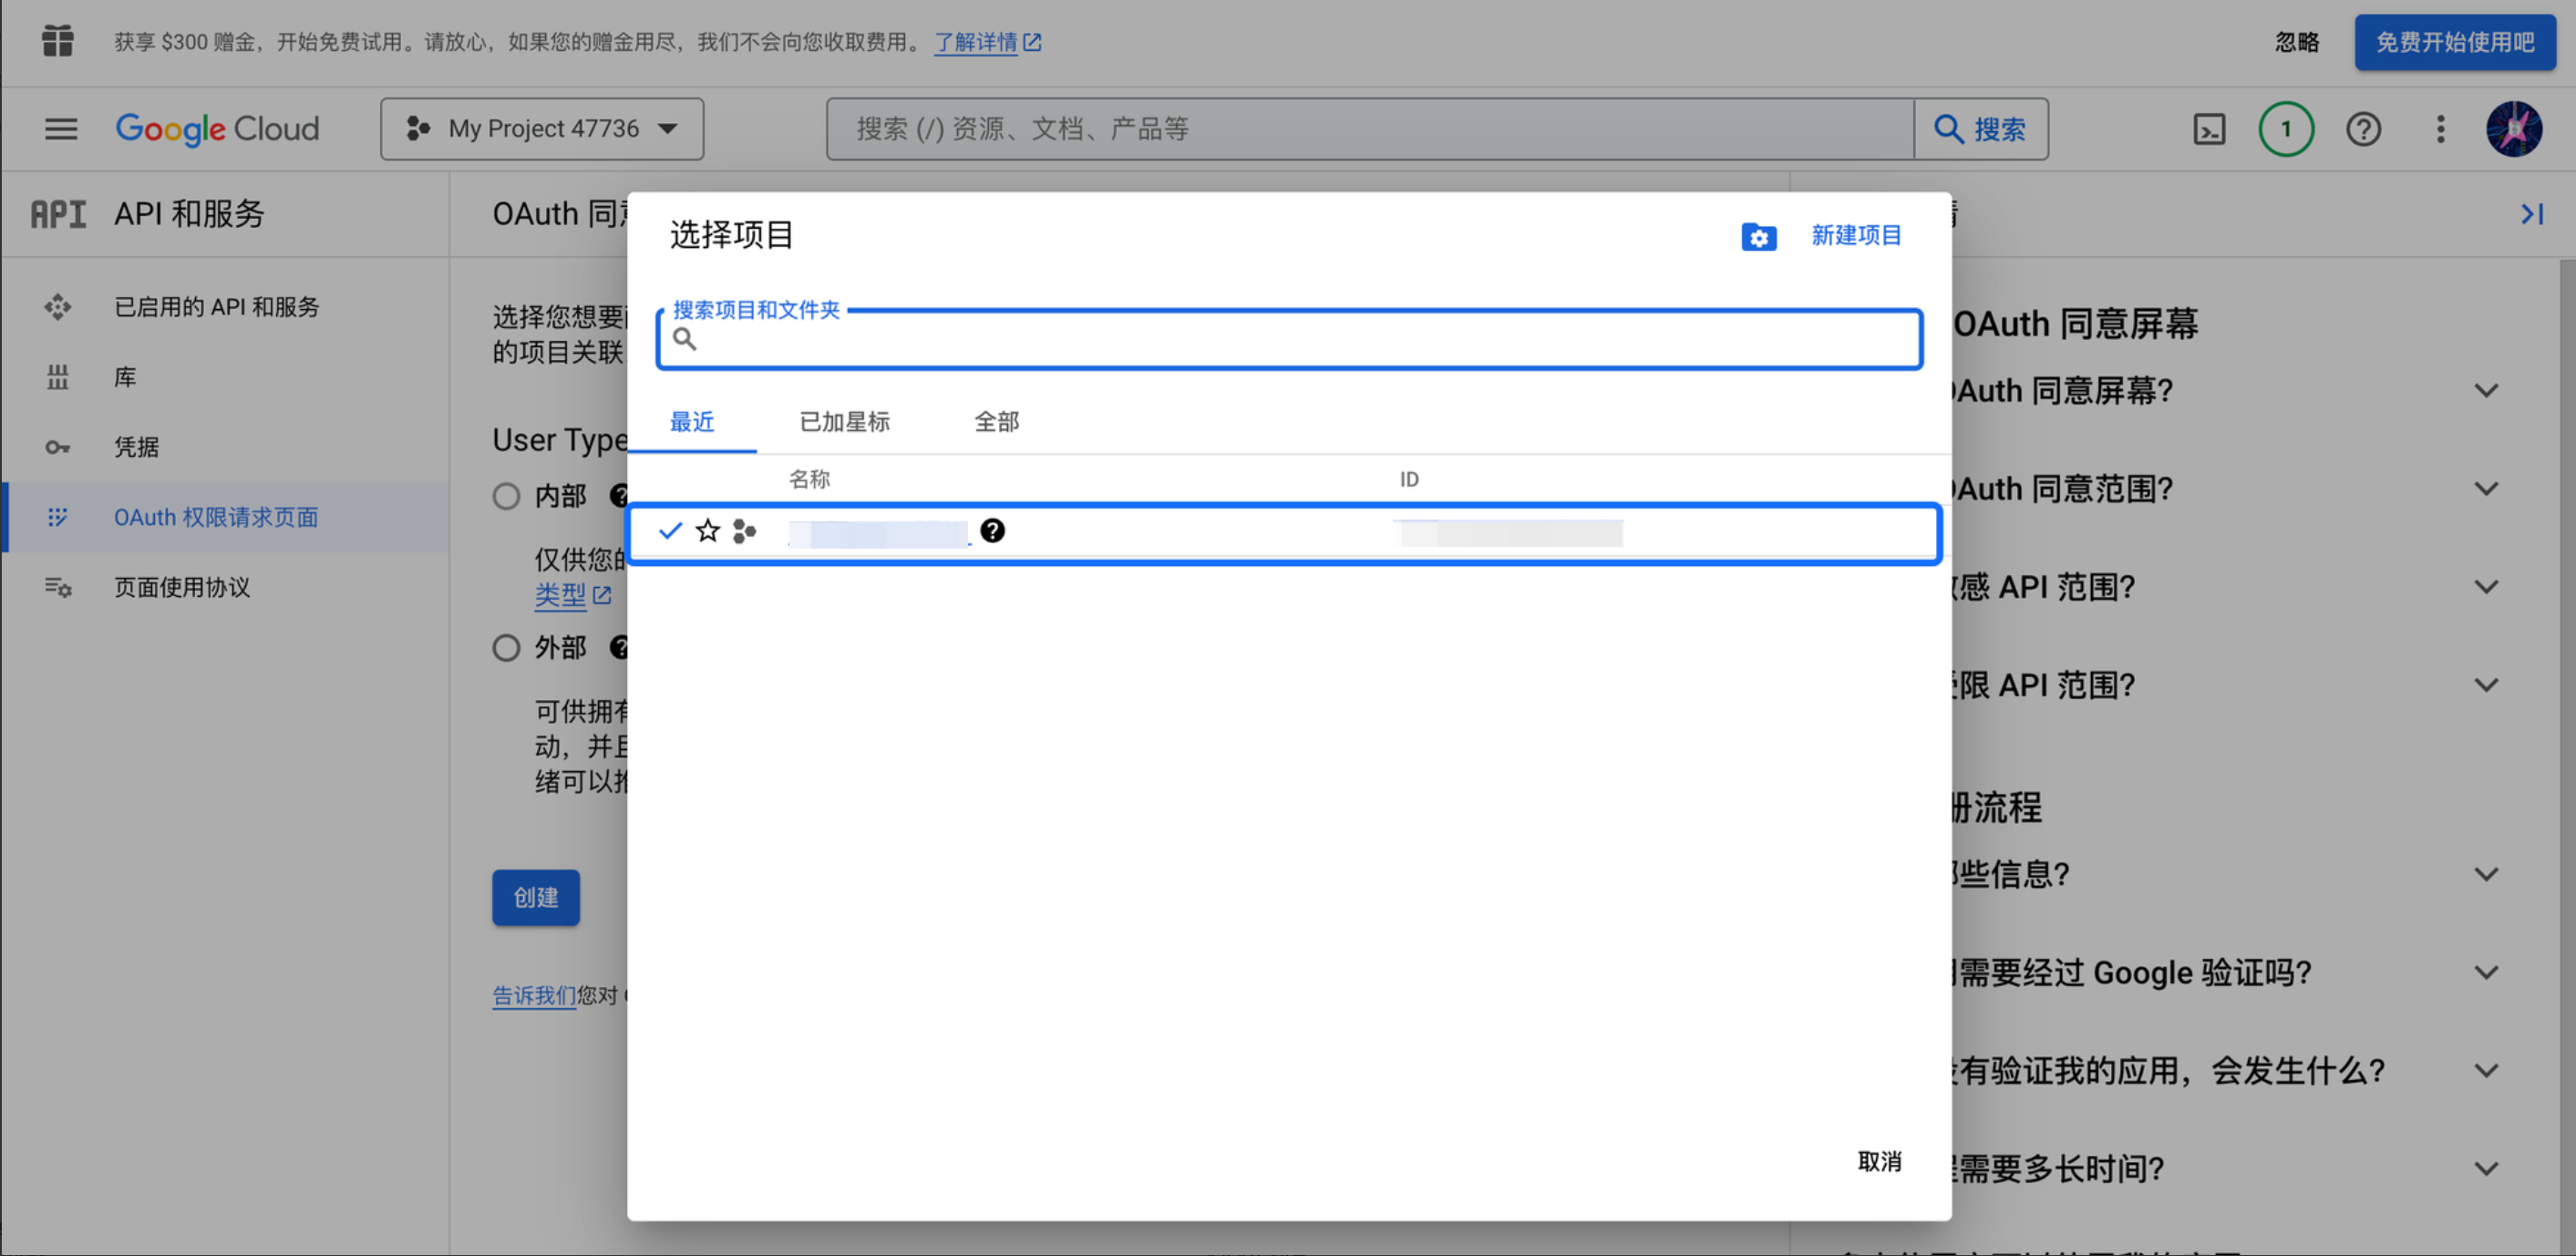 获享 $300 赠金，开始免费试用。请放心，如果您的赠金用尽，我们不会向您收取费用。 了解详情
忽略
免费开始使用吧
Google Cloud
My Project 47736
搜索 (/) 资源、文档、产品等
搜索
1
API
API 和服务
已启用的 API 和服务
库
凭据
OAuth 权限请求页面
页面使用协议
OAuth 同
选择您想要
的项目关联
User Type
内部
仅供您的
类型
外部
可供拥有
动，并且
绪可以
创建
告诉我们您对
选择项目
新建项目
搜索项目和文件夹
最近
已加星标
全部
名称
ID
取消
OAuth 同意屏幕
Auth 同意屏幕?
Auth 同意范围?
感 API 范围?
限 API 范围?
册流程
些信息?
需要经过 Google 验证吗?
有验证我的应用，会发生什么?
需要多长时间?